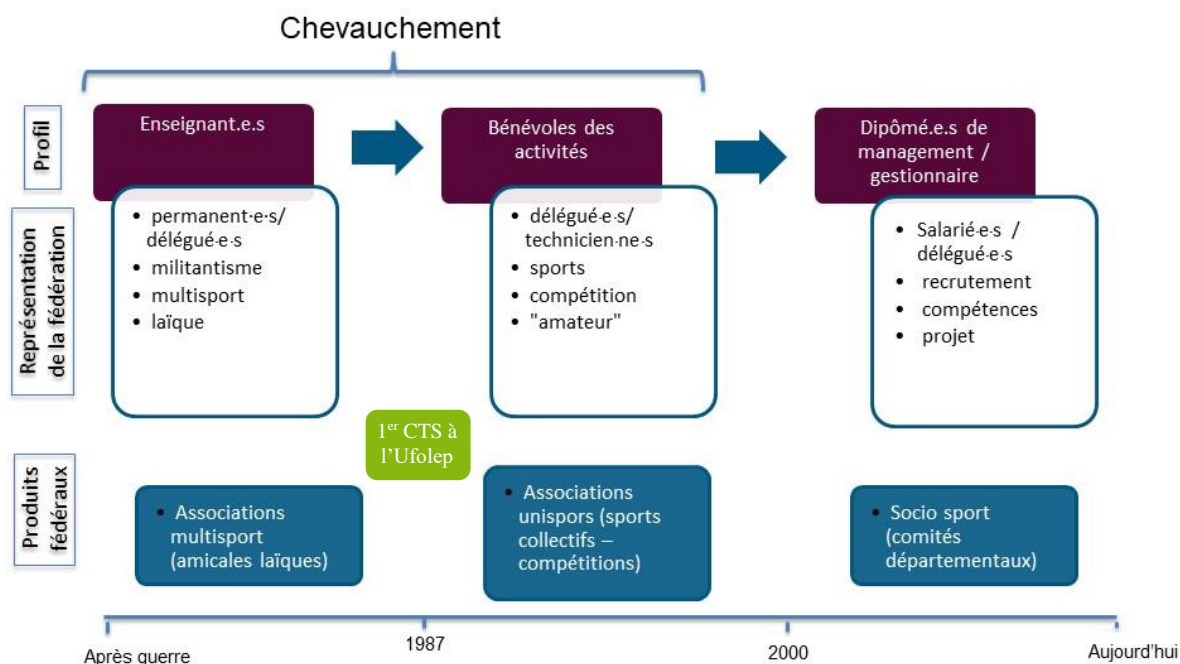 Chevauchement
Profil
Enseignant.e.s
Bénévoles des
activités
Dipômé.e.s de
management /
gestionnaire
Représentation
de la fédération
• permanent·e·s/
délégué·e·s
• militantisme
• multisport
• laïque
• délégué·e·s/
technicien·ne·s
• sports
• compétition
• "amateur"
• Salarié·e·s /
délégué·e·s
• recrutement
• compétences
• projet
1er CTS à
l'Ufolep
Produits
fédéraux
• Associations
multisport
(amicales laïques)
• Associations
unispors (sports
collectifs –
compétitions)
• Socio sport
(comités
départementaux)
Après guerre
1987
2000
Aujourd'hui